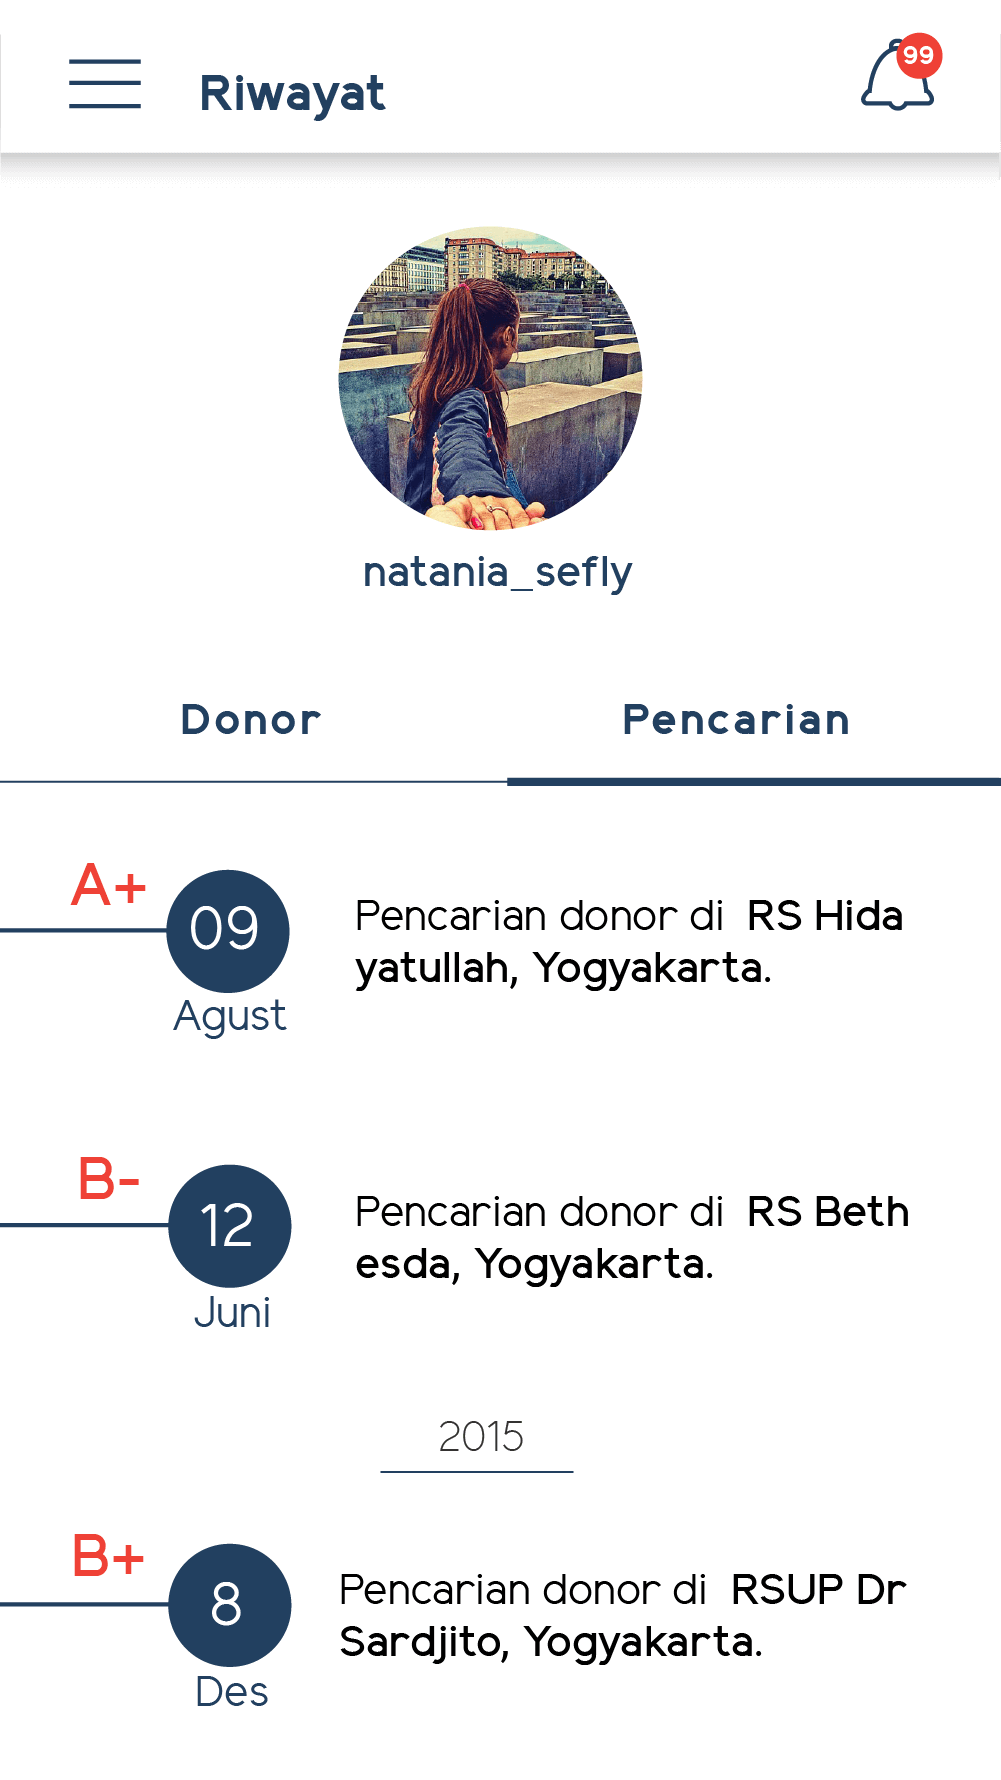 Riwayat
99
natania_sefly
Donor
Pencarian
A+
09
Agust
Pencarian donor di RS Hida
yatullah, Yogyakarta.
B-
12
Juni
Pencarian donor di RS Beth
esda, Yogyakarta.
2015
B+
8
Des
Pencarian donor di RSUP Dr
Sardjito, Yogyakarta.